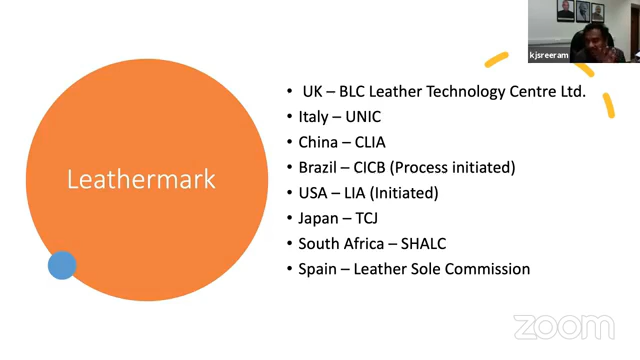 kjsreeram
Leathermark
• UK – BLC Leather Technology Centre Ltd.
• Italy – UNIC
• China – CLIA
• Brazil – CICB (Process initiated)
• USA – LIA (Initiated)
• Japan – TCJ
• South Africa – SHALC
• Spain – Leather Sole Commission
zoom